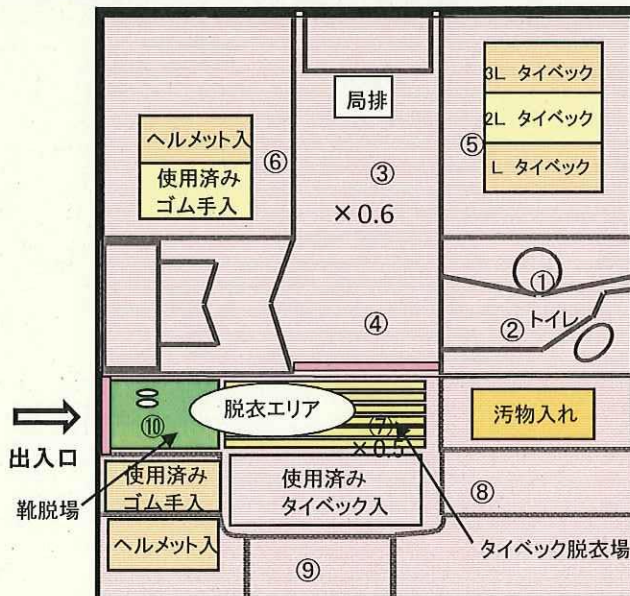 局排
3L タイベック
2L タイベック
L タイベック
⑤
ヘルメット入
使用済み
ゴム手入
⑥
③
×0.6
④
①
② トイレ
出入口
⑩
脱衣エリア
⑦
×0.5
汚物入れ
靴脱場
使用済み
ゴム手入
使用済み
タイベック入
⑧
ヘルメット入
⑨
タイベック脱衣場